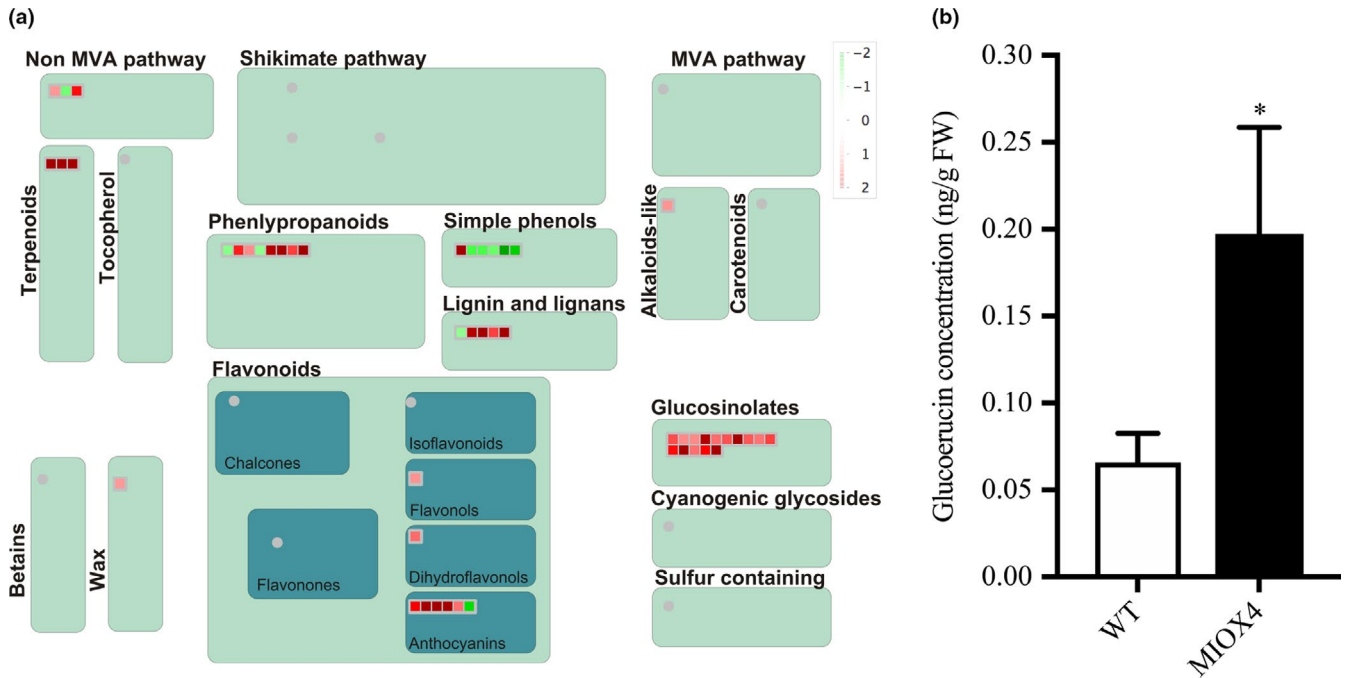 (a)
Non MVA pathway
Shikimate pathway
MVA pathway
−2
−1
0
1
2
Terpenoids
Tocopherol
Phenlypropanoids
Simple phenols
Lignin and lignans
Alkaloids-like
Carotenoids
Flavonoids
Chalcones
Isoflavonoids
Flavonols
Flavonones
Dihydroflavonols
Anthocyanins
Betains
Wax
Glucosinolates
Cyanogenic glycosides
Sulfur containing
(b)
Glucoerucin concentration (ng/g FW)
0.30
0.25
0.20
0.15
0.10
0.05
0.00
*
WT
MIOX4